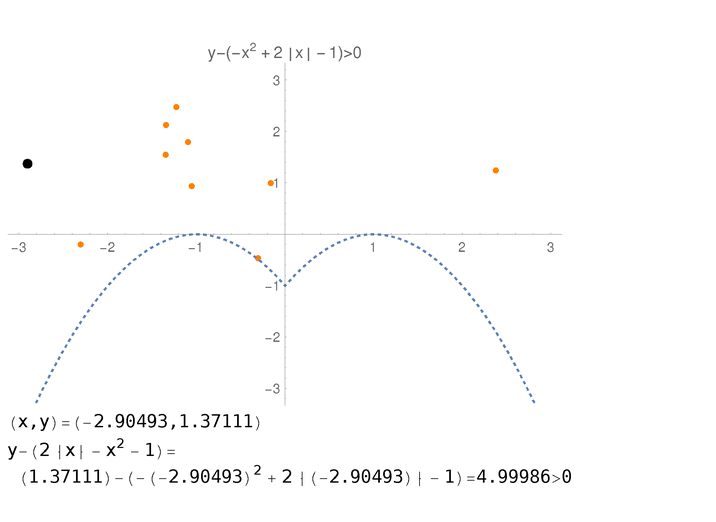 y−(−x² + 2 |x| − 1)>0
3
2
1
−3 −2 −1 1 2 3
−1
−2
−3
(x,y)=(−2.90493,1.37111)
y−(2 |x| − x² − 1)=
(1.37111)−(−(−2.90493)² + 2 |(−2.90493)| − 1)=4.99986>0